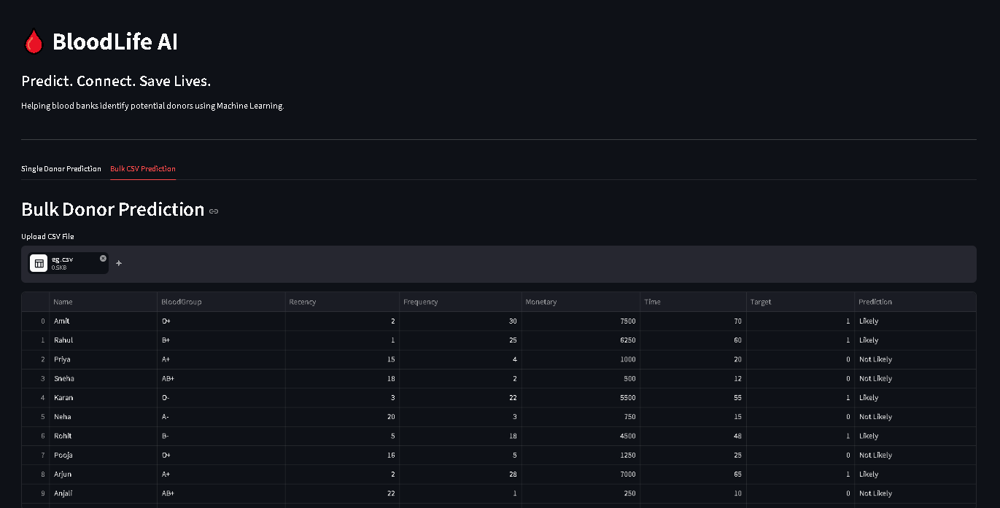 BloodLife AI
Predict. Connect. Save Lives.
Helping blood banks identify potential donors using Machine Learning.
Single Donor Prediction Bulk CSV Prediction
Bulk Donor Prediction
Upload CSV File
eg.csv
0.5KB
Name BloodGroup Recency Frequency Monetary Time Target Prediction
0 Amit O+ 2 30 7500 70 1 Likely
1 Rahul B+ 1 25 6250 60 1 Likely
2 Priya A+ 15 4 1000 20 0 Not Likely
3 Sneha AB+ 18 2 500 12 0 Not Likely
4 Karan O- 3 22 5500 55 1 Likely
5 Neha A- 20 3 750 15 0 Not Likely
6 Rohit B- 5 18 4500 48 1 Likely
7 Pooja O+ 16 5 1250 25 0 Not Likely
8 Arjun A+ 2 28 7000 65 1 Likely
9 Anjali AB+ 22 1 250 10 0 Not Likely